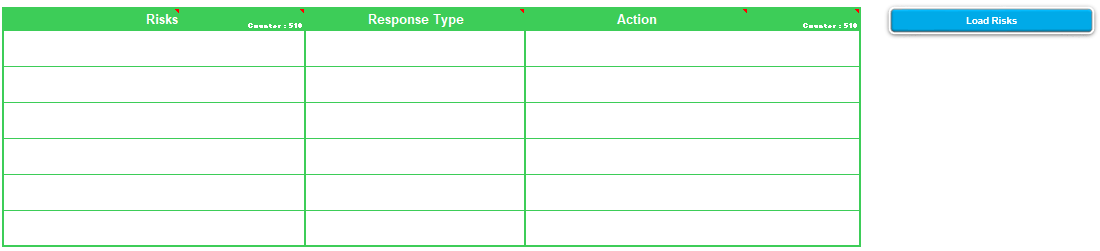 Risks
Counter : 510
Response Type
Action
Counter : 510
Load Risks